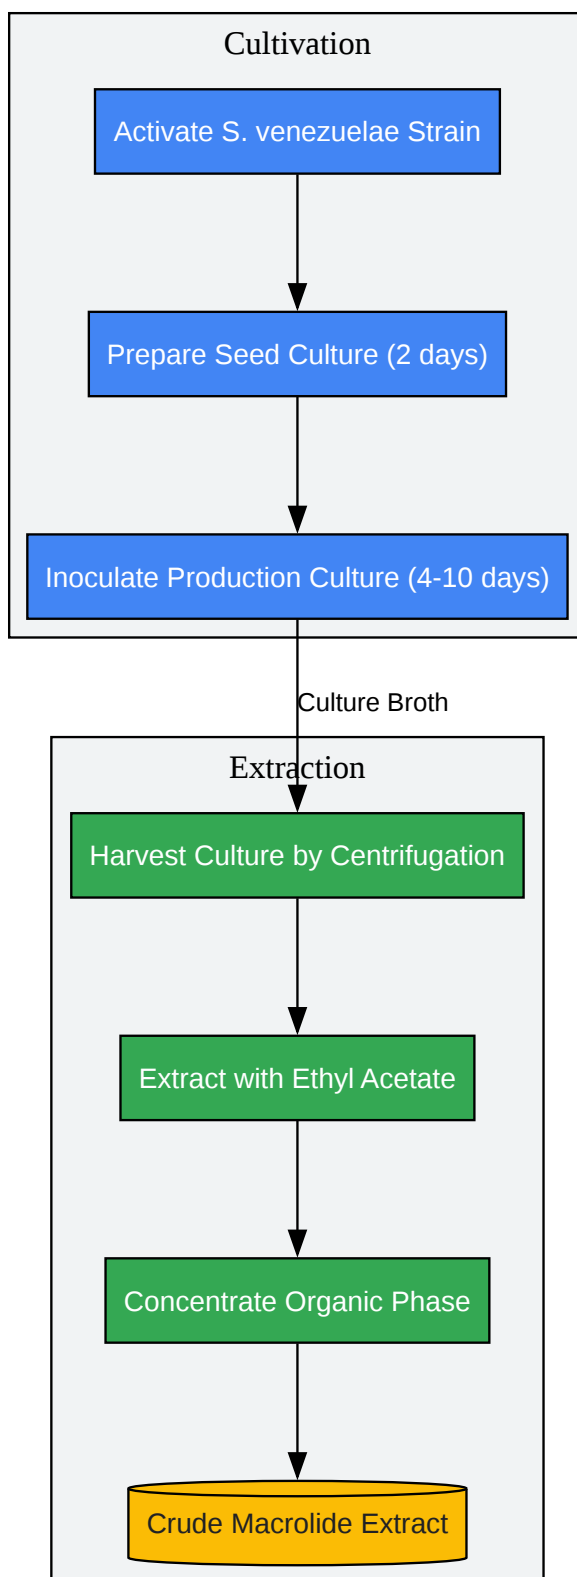 Cultivation
Activate S. venezuelae Strain
Prepare Seed Culture (2 days)
Inoculate Production Culture (4-10 days)
Culture Broth
Extraction
Harvest Culture by Centrifugation
Extract with Ethyl Acetate
Concentrate Organic Phase
Crude Macrolide Extract